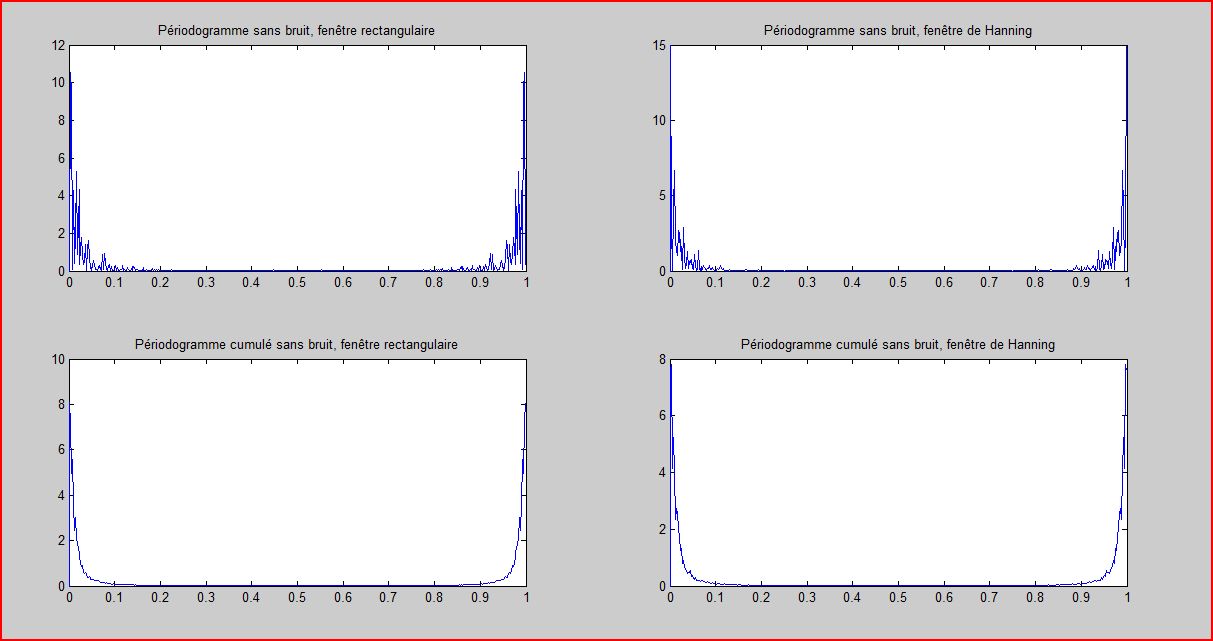 Périodogramme sans bruit, fenêtre rectangulaire
12
10
8
6
4
2
0
0 0.1 0.2 0.3 0.4 0.5 0.6 0.7 0.8 0.9 1
Périodogramme sans bruit, fenêtre de Hanning
15
10
5
0
0 0.1 0.2 0.3 0.4 0.5 0.6 0.7 0.8 0.9 1
Périodogramme cumulé sans bruit, fenêtre rectangulaire
10
8
6
4
2
0
0 0.1 0.2 0.3 0.4 0.5 0.6 0.7 0.8 0.9 1
Périodogramme cumulé sans bruit, fenêtre de Hanning
8
6
4
2
0
0 0.1 0.2 0.3 0.4 0.5 0.6 0.7 0.8 0.9 1